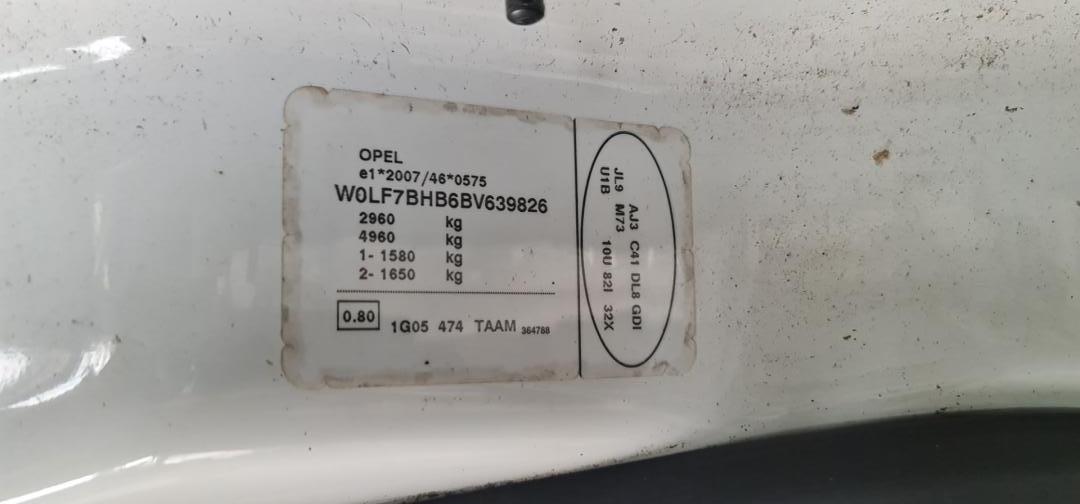 OPEL
e1*2007/46*0575
W0LF7BHB6BV639826
2960 kg
4960 kg
1- 1580 kg
2- 1650 kg
0.80 1G05 474 TAAM 364788
AJ3 C41 DL8 GDI
JL9 M73 10U 82I 32X
U1B